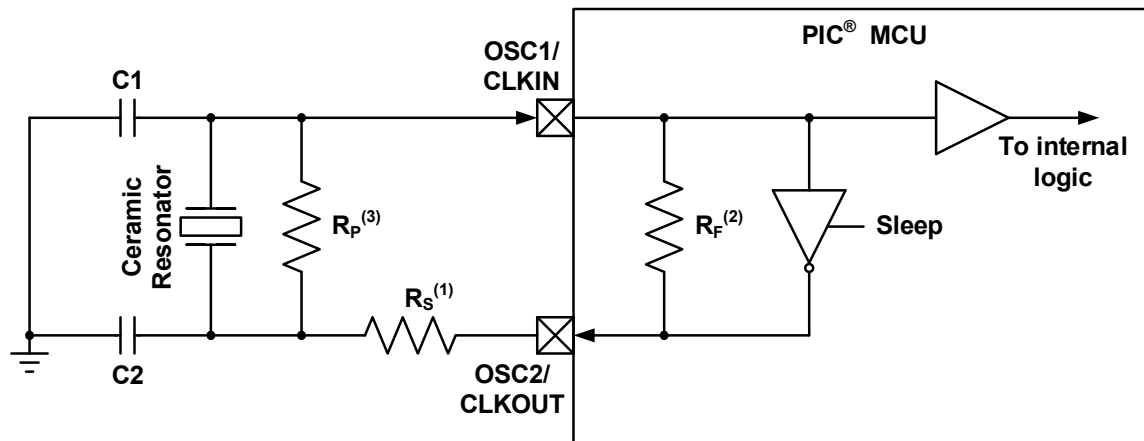 PIC® MCU
OSC1/
CLKIN
C1
To internal
logic
Ceramic
Resonator
RP(3)
RF(2)
Sleep
RS(1)
C2
OSC2/
CLKOUT